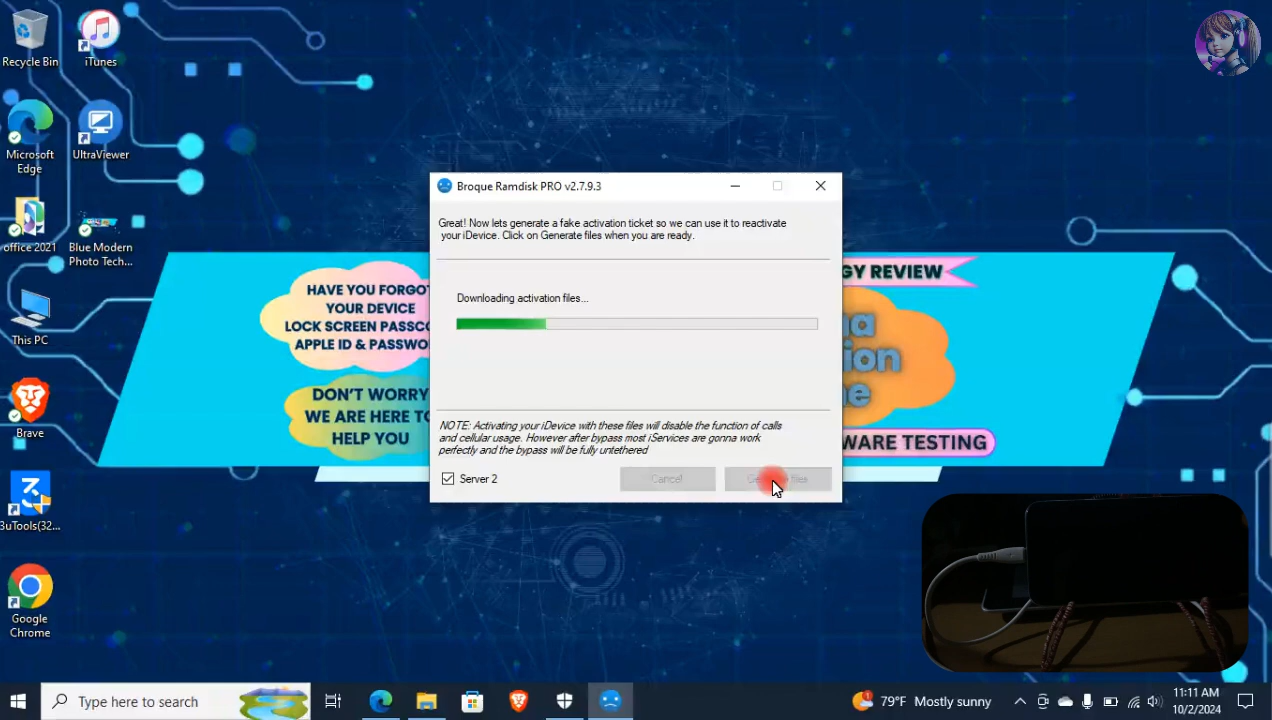 Recycle Bin
iTunes
Microsoft
Edge
UltraViewer
office 2021
Blue Modern
Photo Tech...
This PC
Brave
3uTools(32...
Google
Chrome
HAVE YOU FORGOT
YOUR DEVICE
LOCK SCREEN PASSCO
APPLE ID & PASSWO
DON'T WORRY
WE ARE HERE TO
HELP YOU
Broque Ramdisk PRO v2.7.9.3
Great! Now lets generate a fake activation ticket so we can use it to reactivate
your iDevice. Click on Generate files when you are ready.
Downloading activation files...
NOTE: Activating your iDevice with these files will disable the function of calls
and cellular usage. However after bypass most iServices are gonna work
perfectly and the bypass will be fully untethered
Server 2
Cancel
files
GY REVIEW
na
ion
e
WARE TESTING
Type here to search
79°F Mostly sunny
11:11 AM
10/2/2024